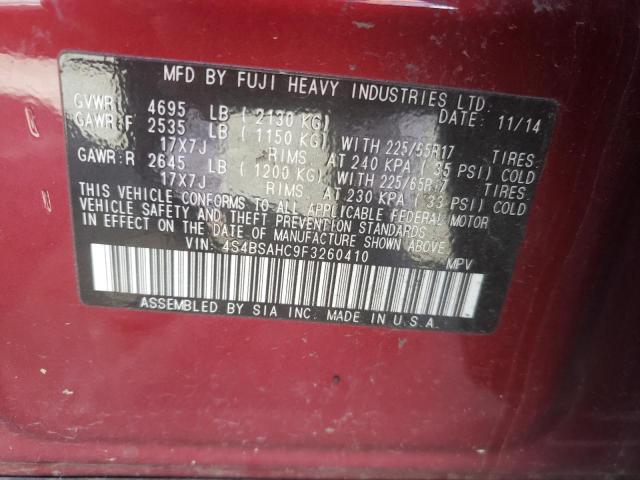 MFD BY FUJI HEAVY INDUSTRIES LTD.
DATE: 11/14
GVWR: 4695 LB ( 2130 KG)
GAWR:F 2535 LB ( 1150 KG) WITH 225/55R17 TIRES
17X7J RIMS AT 240 KPA ( 35 PSI) COLD
GAWR:R 2645 LB ( 1200 KG) WITH 225/65R17 TIRES
17X7J RIMS AT 230 KPA ( 33 PSI) COLD
THIS VEHICLE CONFORMS TO ALL APPLICABLE FEDERAL MOTOR
VEHICLE SAFETY AND THEFT PREVENTION STANDARDS
IN EFFECT ON THE DATE OF MANUFACTURE SHOWN ABOVE.
VIN: 4S4BSAHC9F3260410 MPV
ASSEMBLED BY SIA INC. MADE IN U.S.A.